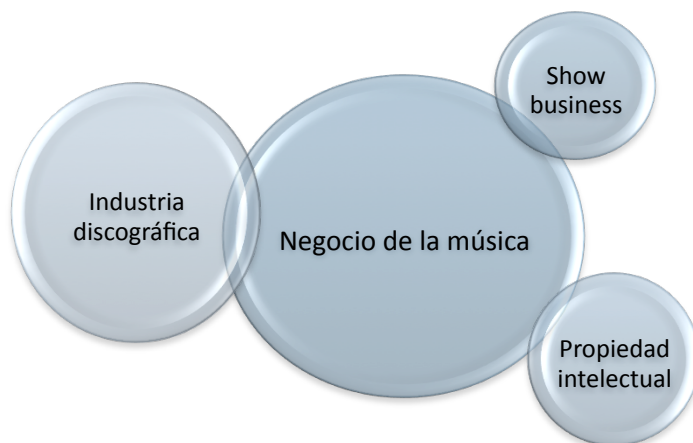 Show
business
Industria
discográfica
Negocio de la música
Propiedad
intelectual